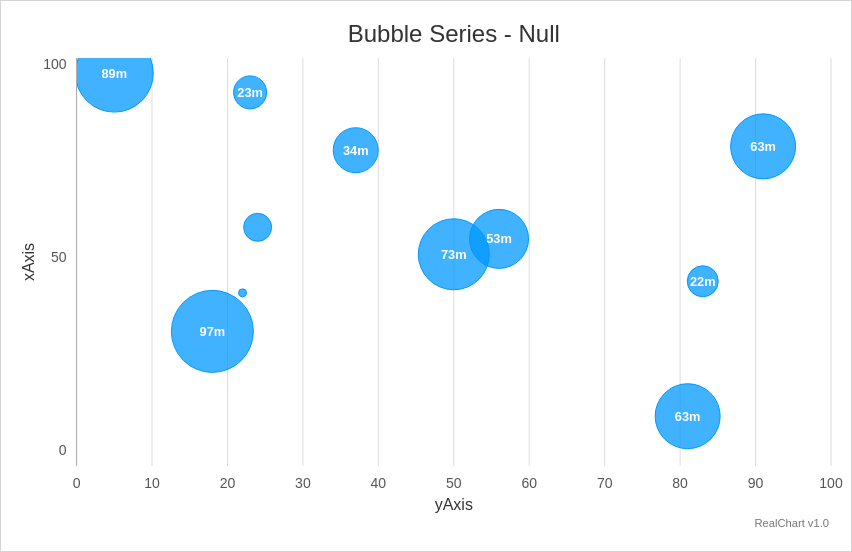 Bubble Series - Null
100
89m
23m
34m
63m
xAxis
50
73m
53m
22m
97m
63m
0
0 10 20 30 40 50 60 70 80 90 100
yAxis
RealChart v1.0